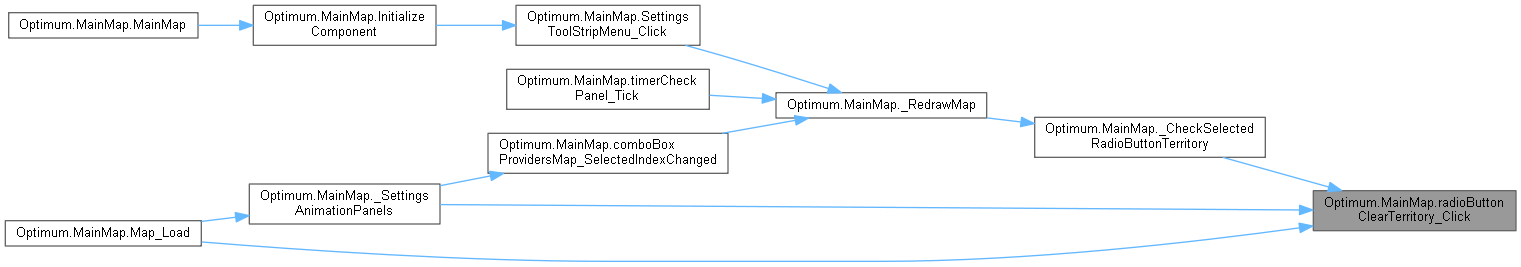 Optimum.MainMap.MainMap
Optimum.MainMap.Initialize
Component
Optimum.MainMap.Settings
ToolStripMenu_Click
Optimum.MainMap.timerCheck
Panel_Tick
Optimum.MainMap._RedrawMap
Optimum.MainMap._CheckSelected
RadioButtonTerritory
Optimum.MainMap.comboBox
ProvidersMap_SelectedIndexChanged
Optimum.MainMap._Settings
AnimationPanels
Optimum.MainMap.radioButton
ClearTerritory_Click
Optimum.MainMap.Map_Load